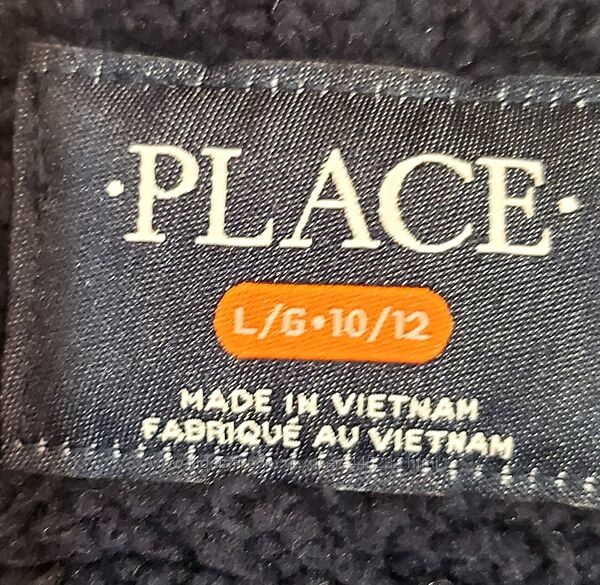 ·PLACE·
L/G•10/12
MADE IN VIETNAM
FABRIQUÉ AU VIETNAM